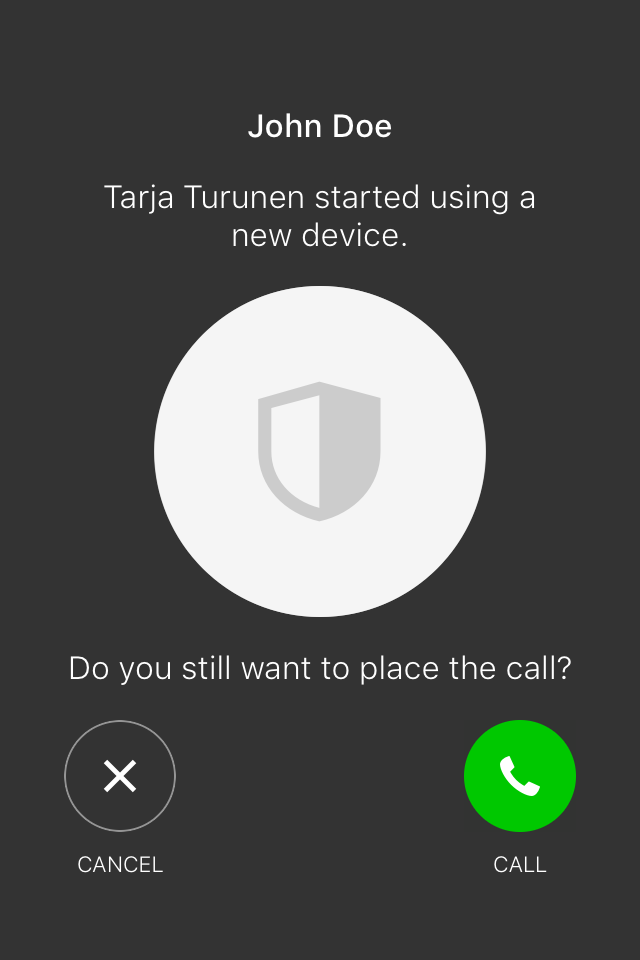 John Doe
Tarja Turunen started using a
new device.
Do you still want to place the call?
CANCEL
CALL